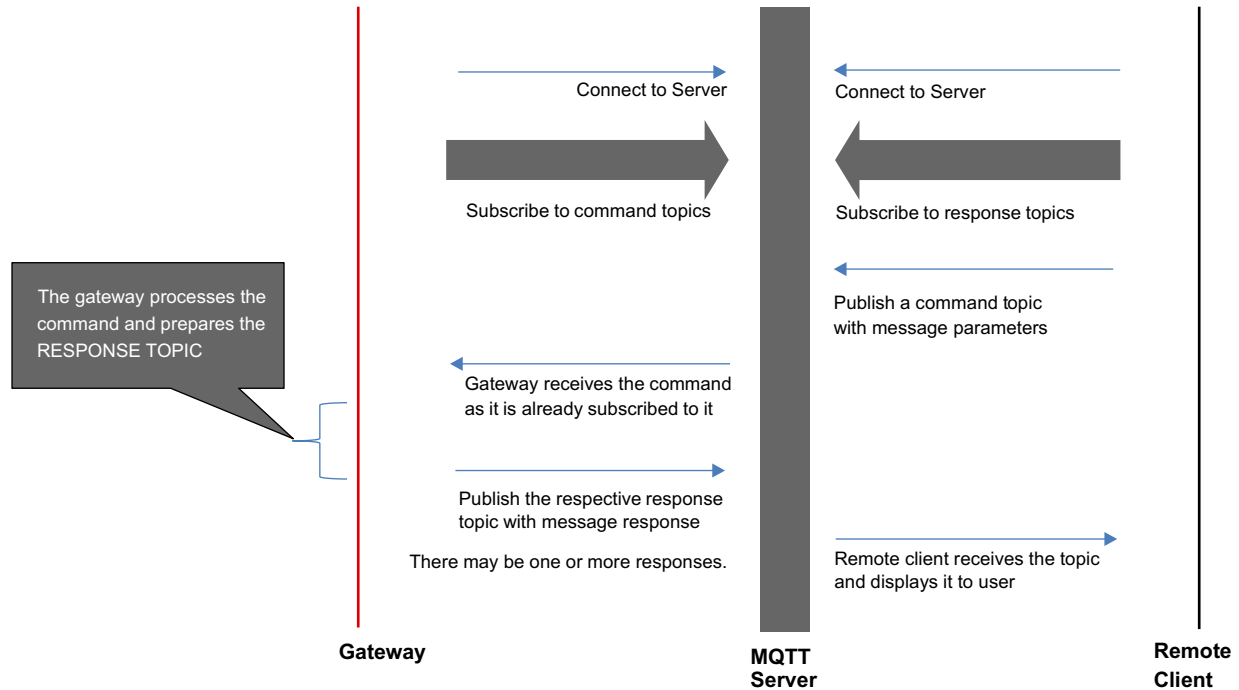 Connect to Server
Connect to Server
Subscribe to command topics
Subscribe to response topics
The gateway processes the
command and prepares the
RESPONSE TOPIC
Publish a command topic
with message parameters
Gateway receives the command
as it is already subscribed to it
Publish the respective response
topic with message response
There may be one or more responses.
Remote client receives the topic
and displays it to user
Gateway
MQTT
Server
Remote
Client